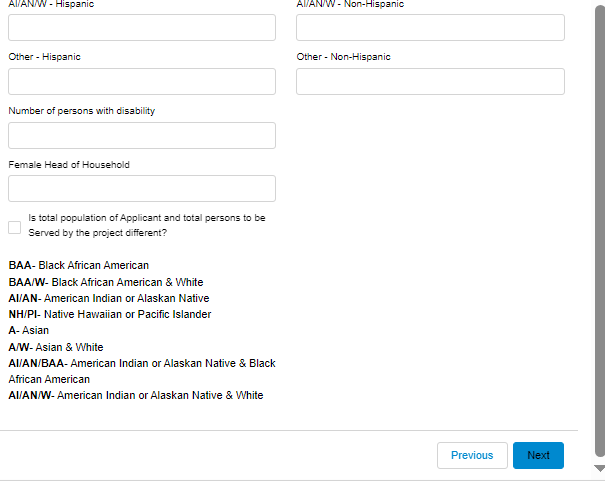 AI/AN/W - Hispanic
AI/AN/W - Non-Hispanic
Other - Hispanic
Other - Non-Hispanic
Number of persons with disability
Female Head of Household
Is total population of Applicant and total persons to be
Served by the project different?
BAA- Black African American
BAA/W- Black African American & White
AI/AN- American Indian or Alaskan Native
NH/PI- Native Hawaiian or Pacific Islander
A- Asian
A/W- Asian & White
AI/AN/BAA- American Indian or Alaskan Native & Black
African American
AI/AN/W- American Indian or Alaskan Native & White
Previous
Next